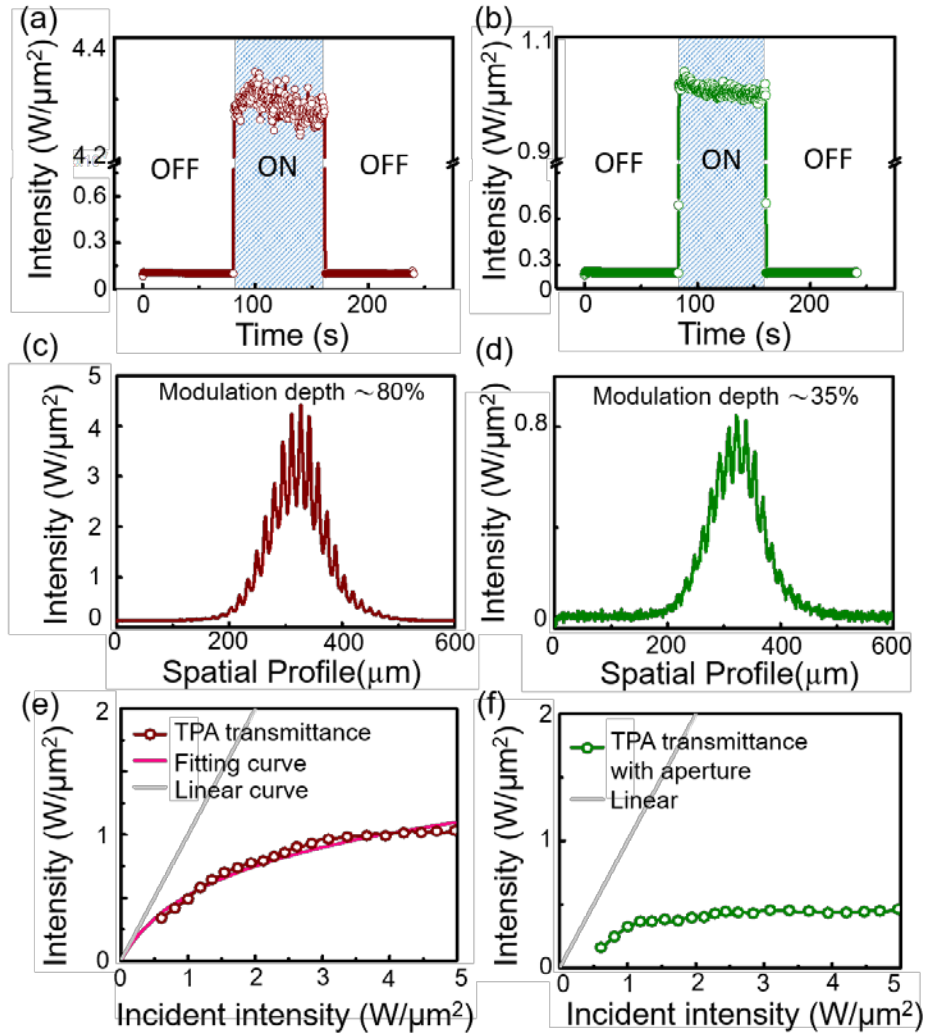 (a)
Intensity (W/μm²)
4.4
4.2
0.6
0.3
0
OFF
ON
OFF
0
100
200
Time (s)
(b)
Intensity (W/μm²)
1.1
0.9
0.6
0.3
0
OFF
ON
OFF
0
100
200
Time (s)
(c)
Intensity (W/μm²)
5
4
3
2
1
0
Modulation depth ~80%
0
200
400
600
Spatial Profile(μm)
(d)
Intensity (W/μm²)
0.8
0
Modulation depth ~35%
0
200
400
600
Spatial Profile(μm)
(e)
Intensity (W/μm²)
2
1
0
TPA transmittance
Fitting curve
Linear curve
0
1
2
3
4
5
Incident intensity (W/μm²)
(f)
Intensity (W/μm²)
2
1
0
TPA transmittance
with aperture
Linear
0
1
2
3
4
5
Incident intensity (W/μm²)